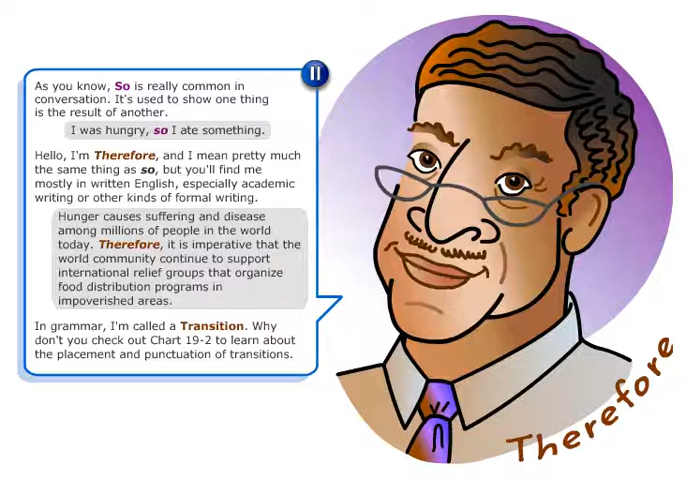 As you know, So is really common in
conversation. It's used to show one thing
is the result of another.
I was hungry, so I ate something.
Hello, I'm Therefore, and I mean pretty much
the same thing as so, but you'll find me
mostly in written English, especially academic
writing or other kinds of formal writing.
Hunger causes suffering and disease
among millions of people in the world
today. Therefore, it is imperative that the
world community continue to support
international relief groups that organize
food distribution programs in
impoverished areas.
In grammar, I'm called a Transition. Why
don't you check out Chart 19-2 to learn about
the placement and punctuation of transitions.
Therefore